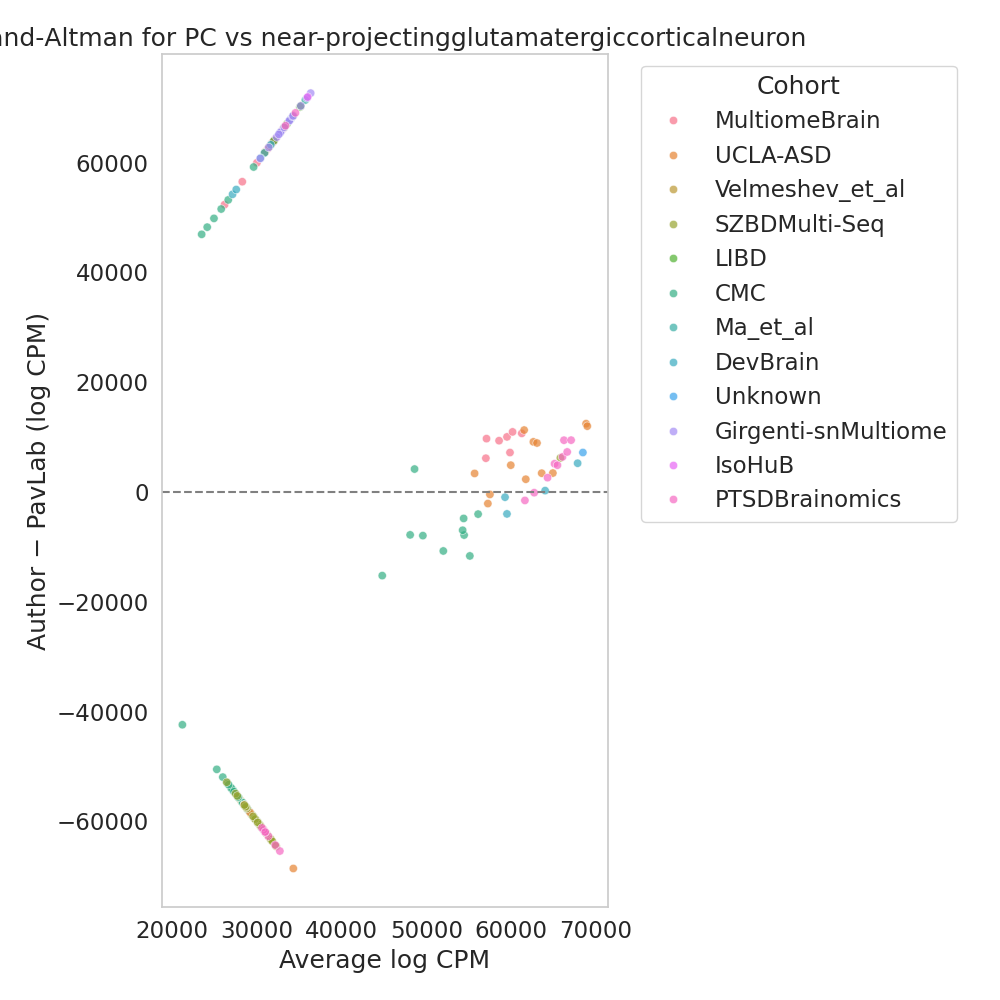 and-Altman for PC vs near-projectingglutamatergiccorticalneuron
Cohort
MultiomeBrain
UCLA-ASD
Velmeshev_et_al
SZBDMulti-Seq
LIBD
CMC
Ma_et_al
DevBrain
Unknown
Girgenti-snMultiome
IsoHuB
PTSDBrainomics
Author − PavLab (log CPM)
60000
40000
20000
0
−20000
−40000
−60000
20000 30000 40000 50000 60000 70000
Average log CPM